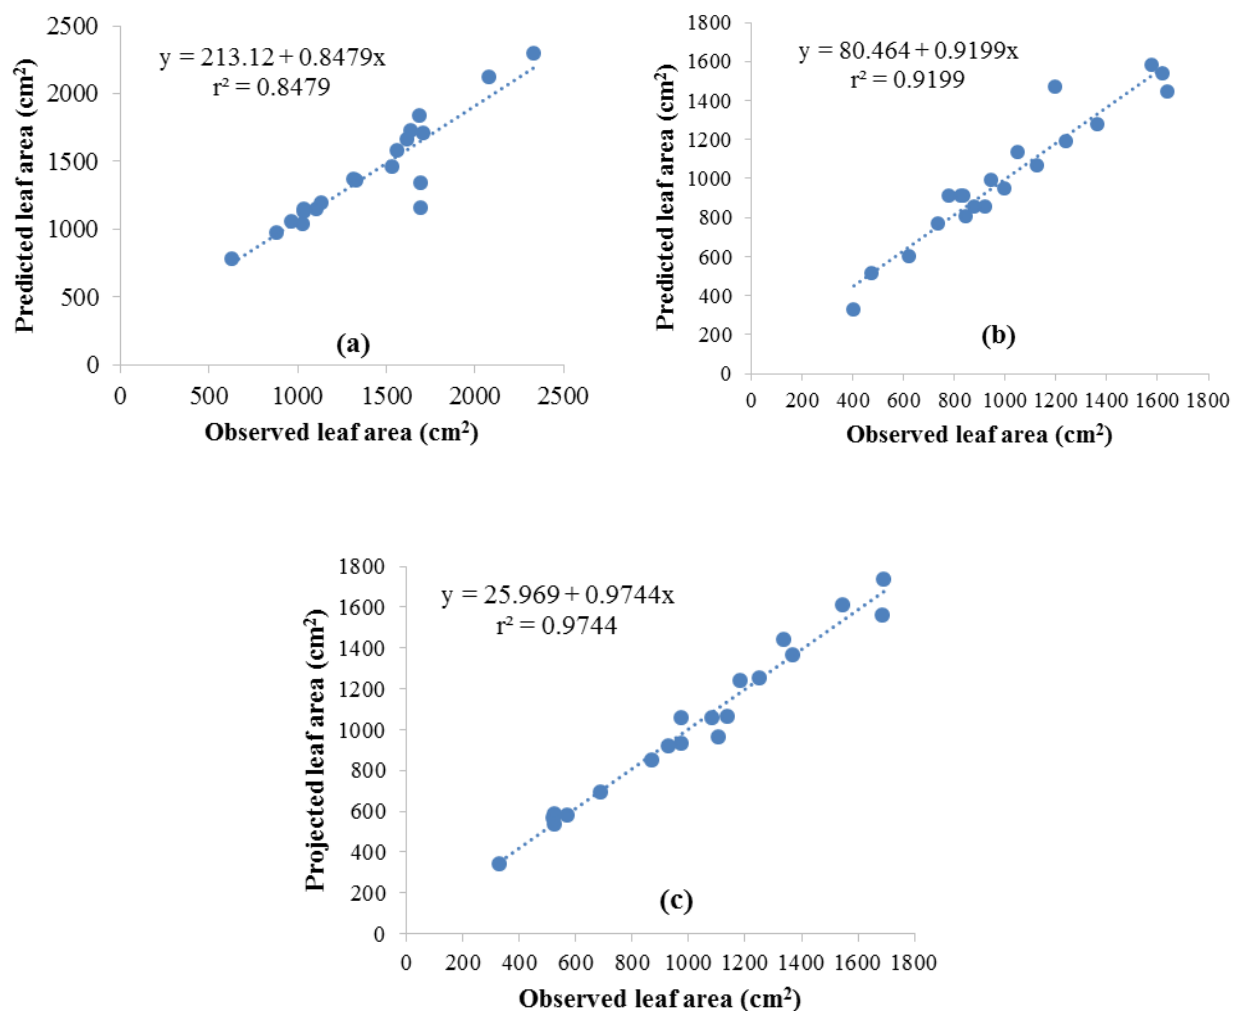 y = 213.12 + 0.8479x
r² = 0.8479
2500
2000
1500
1000
500
0
Predicted leaf area (cm²)
(a)
0 500 1000 1500 2000 2500
Observed leaf area (cm²)
y = 80.464 + 0.9199x
r² = 0.9199
1800
1600
1400
1200
1000
800
600
400
200
0
Predicted leaf area (cm²)
(b)
0 200 400 600 800 1000 1200 1400 1600 1800
Observed leaf area (cm²)
y = 25.969 + 0.9744x
r² = 0.9744
1800
1600
1400
1200
1000
800
600
400
200
0
Projected leaf area (cm²)
(c)
0 200 400 600 800 1000 1200 1400 1600 1800
Observed leaf area (cm²)